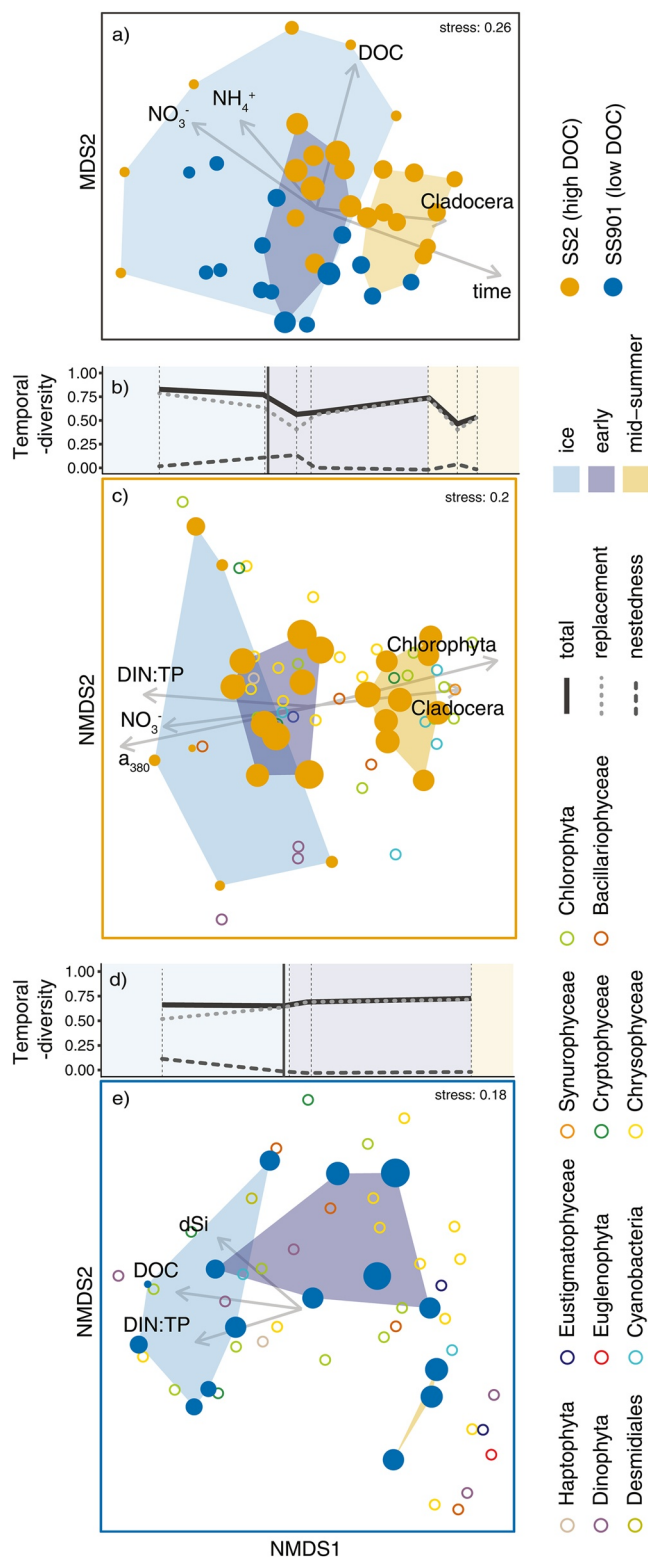 a)
stress: 0.26
DOC
NH4+
NO3-
Cladocera
time
MDS2
SS2 (high DOC)
SS901 (low DOC)
b)
1.00
0.75
0.50
0.25
0.00
Temporal
-diversity
ice
early
mid−summer
c)
stress: 0.2
Chlorophyta
DIN:TP
NO3-
Cladocera
a380
NMDS2
total
replacement
nestedness
d)
1.00
0.75
0.50
0.25
0.00
Temporal
-diversity
Chlorophyta
Bacillariophyceae
Synurophyceae
Cryptophyceae
Chrysophyceae
e)
stress: 0.18
dSi
DOC
DIN:TP
NMDS2
NMDS1
Eustigmatophyceae
Euglenophyta
Cyanobacteria
Haptophyta
Dinophyta
Desmidiales